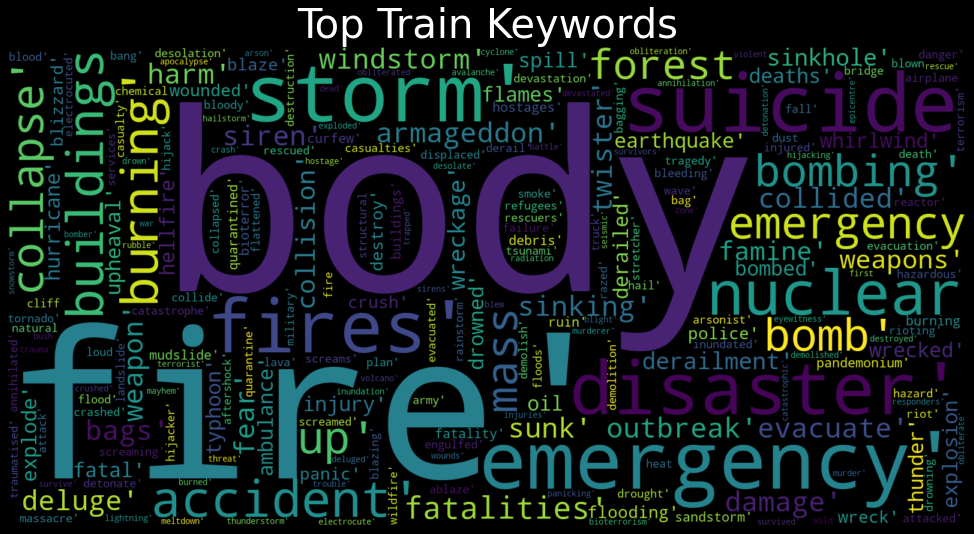 Top Train Keywords
body
fire'
storm'
suicide
disaster'
emergency'
emergency
nuclear
fires'
bombing'
bomb'
buildings
burning'
collapse'
forest
accident'
mass
fatalities
windstorm'
armageddon'
harm'
wounded'
siren
collision'
hellfire'
upheaval
hurricane'
blizzard'
electrocuted'
blood'
bang'
desolation'
arson'
apocalypse'
blaze'
chemical
casualty'
bloody'
destruction'
hailstorm'
obliterated'
dead'
exploded'
cyclone'
avalanche'
devastation'
spill'
flames'
hostages'
obliteration'
annihilation'
devastated'
violent
sinkhole'
deaths'
blown
bridge
danger'
rescue'
airplane
terrorism'
detonation'
epicentre'
fall'
whirlwind'
earthquake'
twister'
bagging
curfew'
rescued'
casualties'
hostage'
crash'
displaced
derail'
battle'
desolate'
survivors'
tragedy'
bleeding'
dust
injured'
death'
hijacking'
reactor'
wave'
bag'
zone'
collided'
famine'
bombed'
weapons'
evacuation'
first
hazardous'
services'
drown'
hijack'
war
bomber'
rubble'
snowstorm'
collapsed'
quarantined'
bioterror'
flattened'
structural
buildings'
trapped'
destroy'
wreckage'
smoke'
refugees'
rescuers'
failure'
debris'
tsunami'
radiation
derailed'
stretcher'
truck'
seismic'
razed'
hail'
cliff
collide'
catastrophe'
tornado'
natural
fire
sirens'
crush'
drowned'
blew
sinking'
ruin'
blight'
arsonist'
murderer'
police'
inundated'
eyewitness'
demolished'
destroyed'
burning
rioting'
wrecked'
pandemonium'
derailment'
bush
trauma'
loud
annihilated'
landslide'
weapon'
mudslide'
lava'
military'
screams'
plan'
evacuated'
rainstorm'
demolish'
floods'
demolition'
catastrophic'
hazard'
responders'
riot'
obliterate'
crushed'
flood'
crashed'
mayhem'
terrorist'
typhoon'
aftershock'
quarantine'
inundation'
volcano'
injury'
army'
injuries'
oil
explode'
attack'
traumatised'
bags'
screaming'
hijacker'
fear'
ambulance'
up'
screamed'
fatality'
engulfed'
sunk'
outbreak'
evacuate'
thunder'
explosion'
fatal'
threat'
panic'
deluged'
blazing'
wounds'
heat
murder'
survive'
detonate'
burned'
trouble'
wildfire'
ablaze'
panicking'
drought'
damage'
drowning'
deluge'
flooding'
sandstorm'
wreck'
attacked'
massacre'
lightning'
meltdown'
thunderstorm'
electrocute'
bioterrorism'
survived'
wild